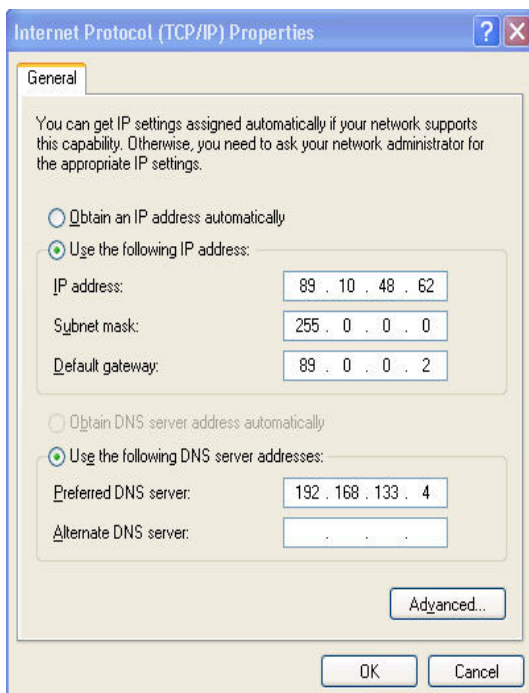 Internet Protocol (TCP/IP) Properties
General
You can get IP settings assigned automatically if your network supports
this capability. Otherwise, you need to ask your network administrator for
the appropriate IP settings.
Obtain an IP address automatically
Use the following IP address:
IP address: 89 . 10 . 48 . 62
Subnet mask: 255 . 0 . 0 . 0
Default gateway: 89 . 0 . 0 . 2
Obtain DNS server address automatically
Use the following DNS server addresses:
Preferred DNS server: 192 . 168 . 133 . 4
Alternate DNS server: . . .
Advanced...
OK Cancel